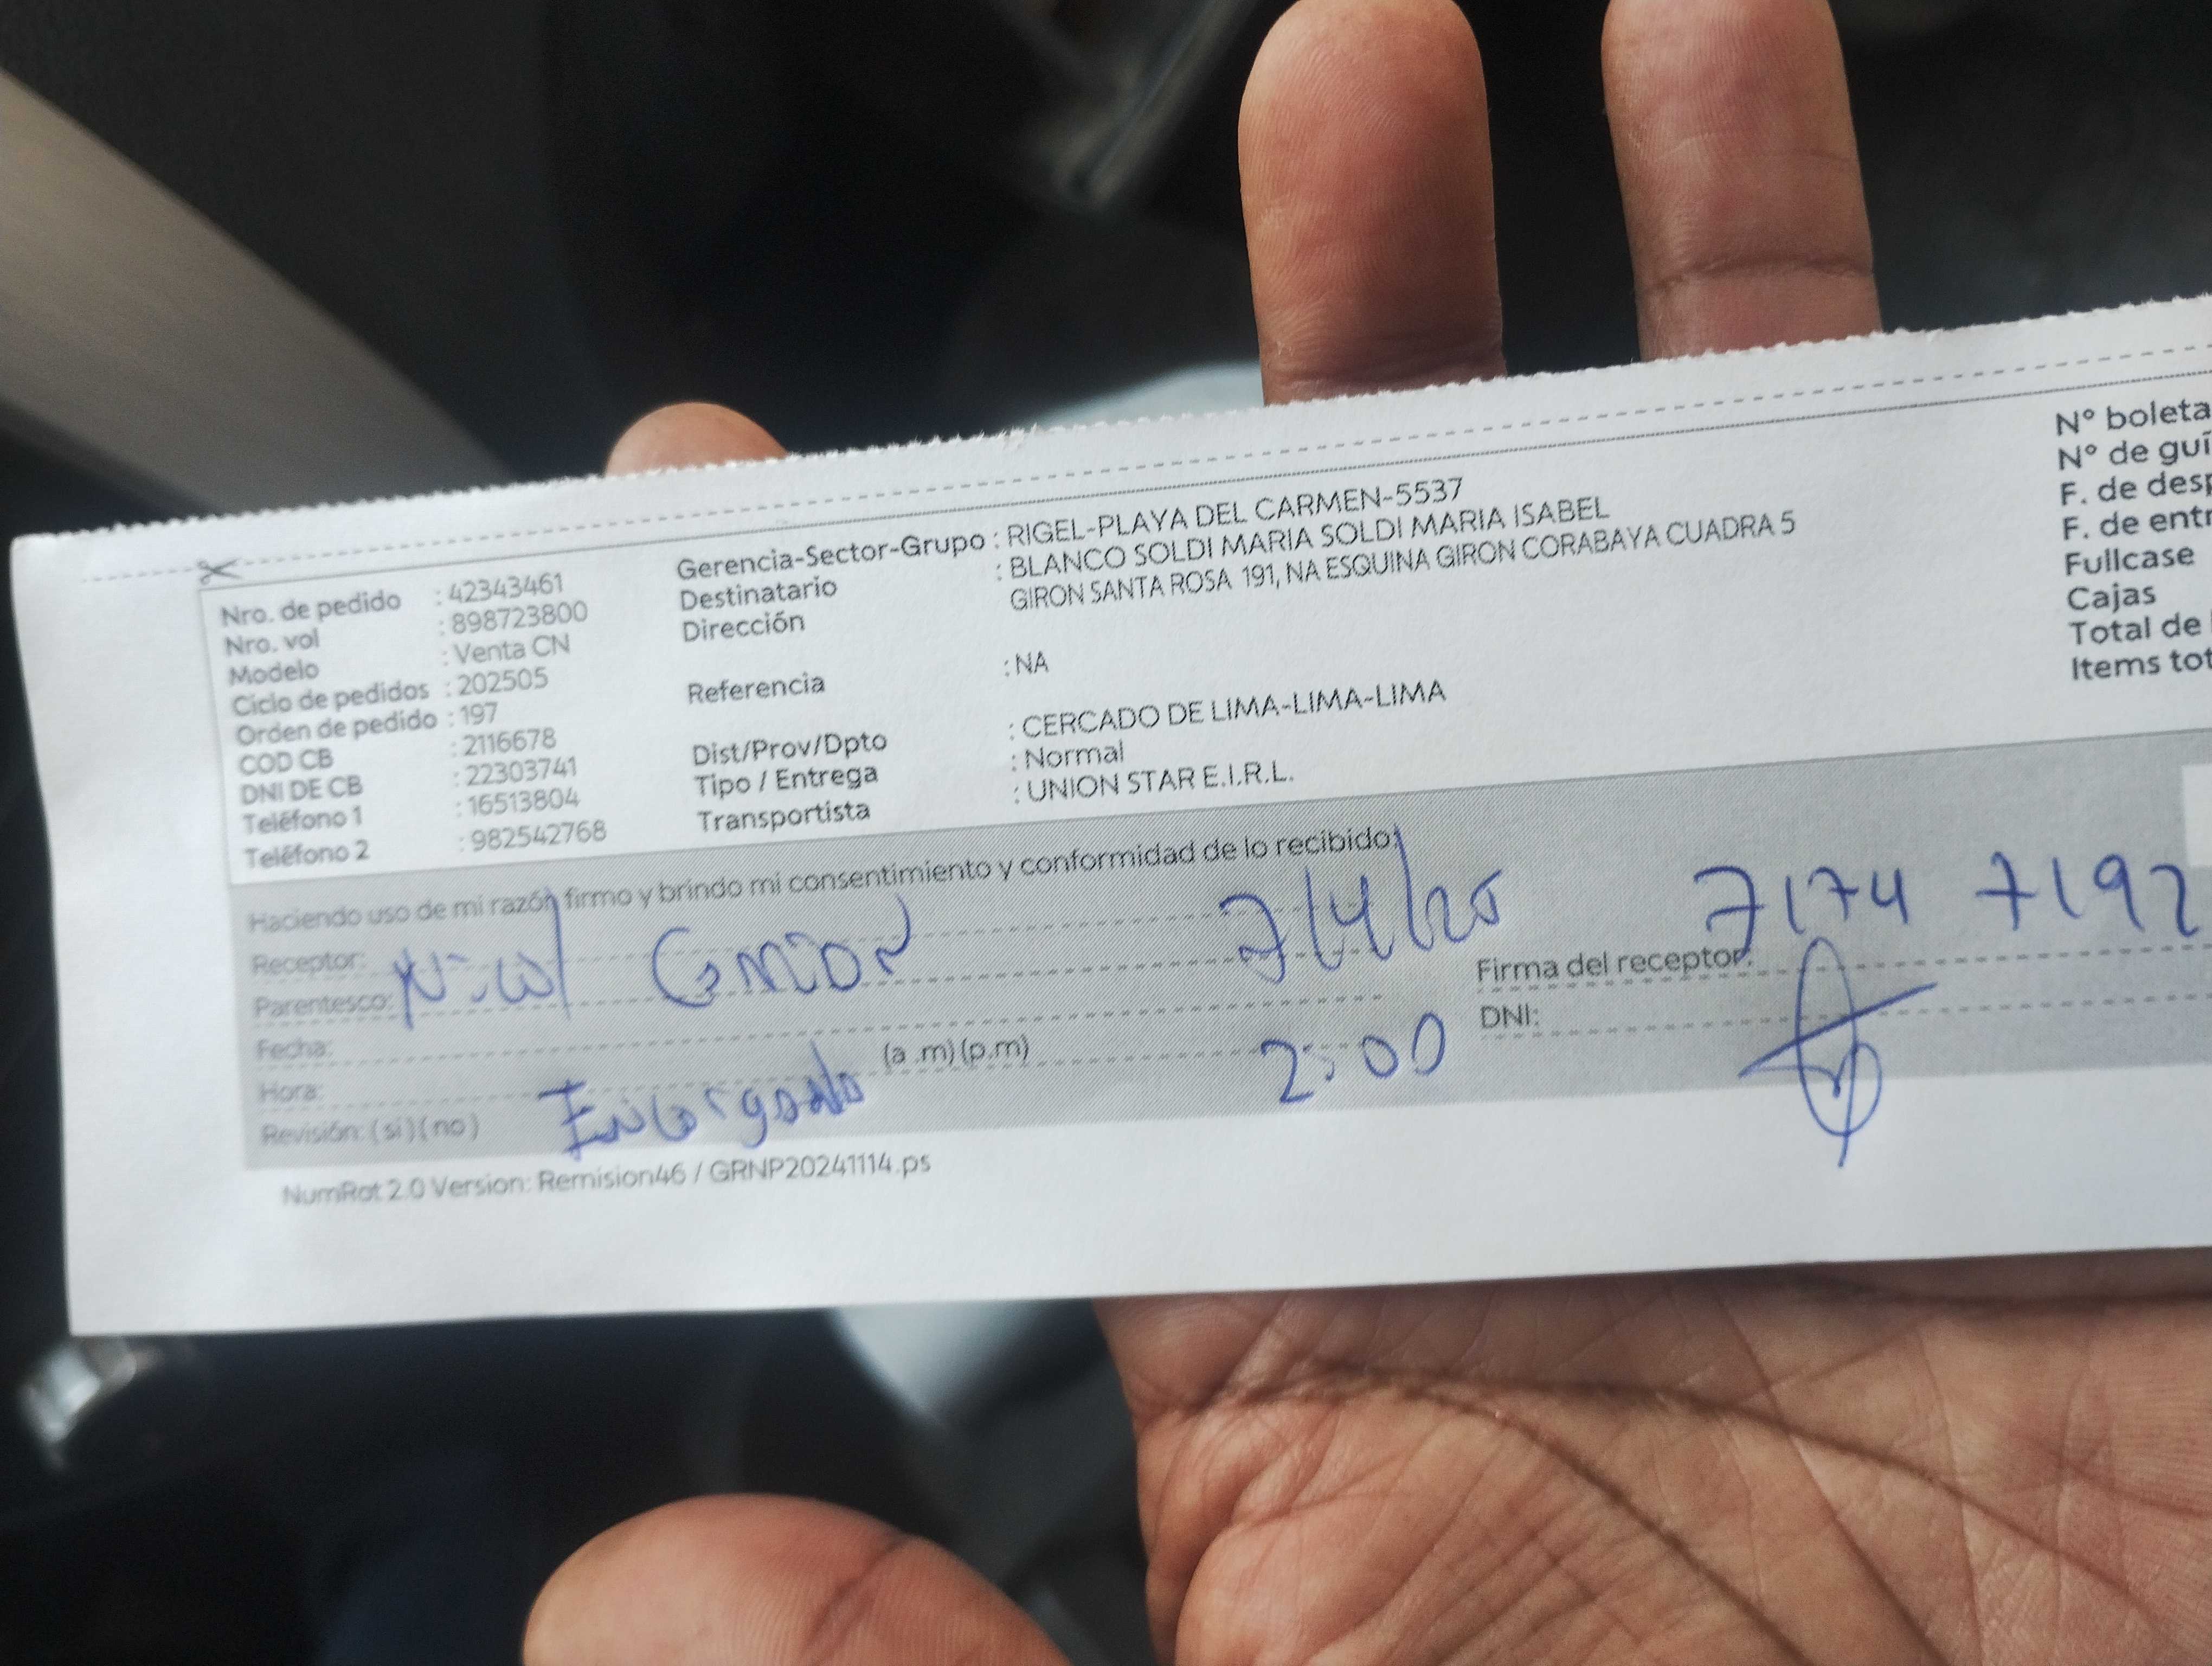 Nro. de pedido : 42343461
Nro. vol : 898723800
Modelo : Venta CN
Ciclo de pedidos : 202505
Orden de pedido : 197
COD CB : 2116678
DNI DE CB : 22303741
Teléfono 1 : 16513804
Teléfono 2 : 982542768
Gerencia-Sector-Grupo : RIGEL-PLAYA DEL CARMEN-5537
Destinatario : BLANCO SOLDI MARIA SOLDI MARIA ISABEL
Dirección : GIRON SANTA ROSA 191, NA ESQUINA GIRON CORABAYA CUADRA 5
Referencia : NA
Dist/Prov/Dpto : CERCADO DE LIMA-LIMA-LIMA
Tipo / Entrega : Normal
Transportista : UNION STAR E.I.R.L.
N° boleta
N° de guí
F. de desp
F. de entr
Fullcase
Cajas
Total de
Items tot
Haciendo uso de mi razón firmo y brindo mi consentimiento y conformidad de lo recibido:
Receptor: 7/4/25 7174 7192
Parentesco: Firma del receptor:
Fecha: DNI:
Hora: (a .m)(p.m) 2:00
Revisión: (si)(no) Encargado
NumRot 2.0 Version: Remision46 / GRNP20241114.ps